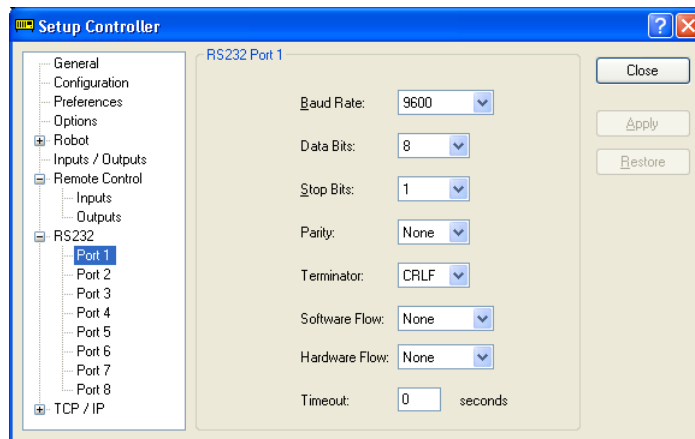 Setup Controller
General
Configuration
Preferences
Options
Robot
Inputs / Outputs
Remote Control
Inputs
Outputs
RS232
Port 1
Port 2
Port 3
Port 4
Port 5
Port 6
Port 7
Port 8
TCP / IP
RS232 Port 1
Baud Rate: 9600
Data Bits: 8
Stop Bits: 1
Parity: None
Terminator: CRLF
Software Flow: None
Hardware Flow: None
Timeout: 0 seconds
Close
Apply
Restore